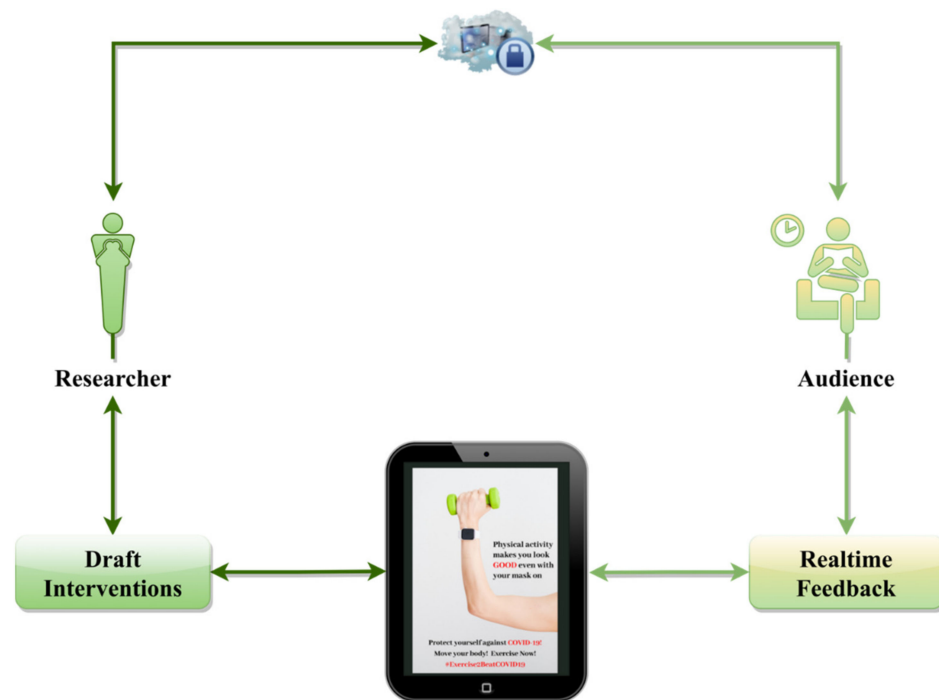 Researcher
Audience
Draft
Interventions
Physical activity
makes you look
GOOD even with
your mask on
Protect yourself against COVID-19!
Move your body! Exercise Now!
#Exercise2BeatCOVID19
Realtime
Feedback